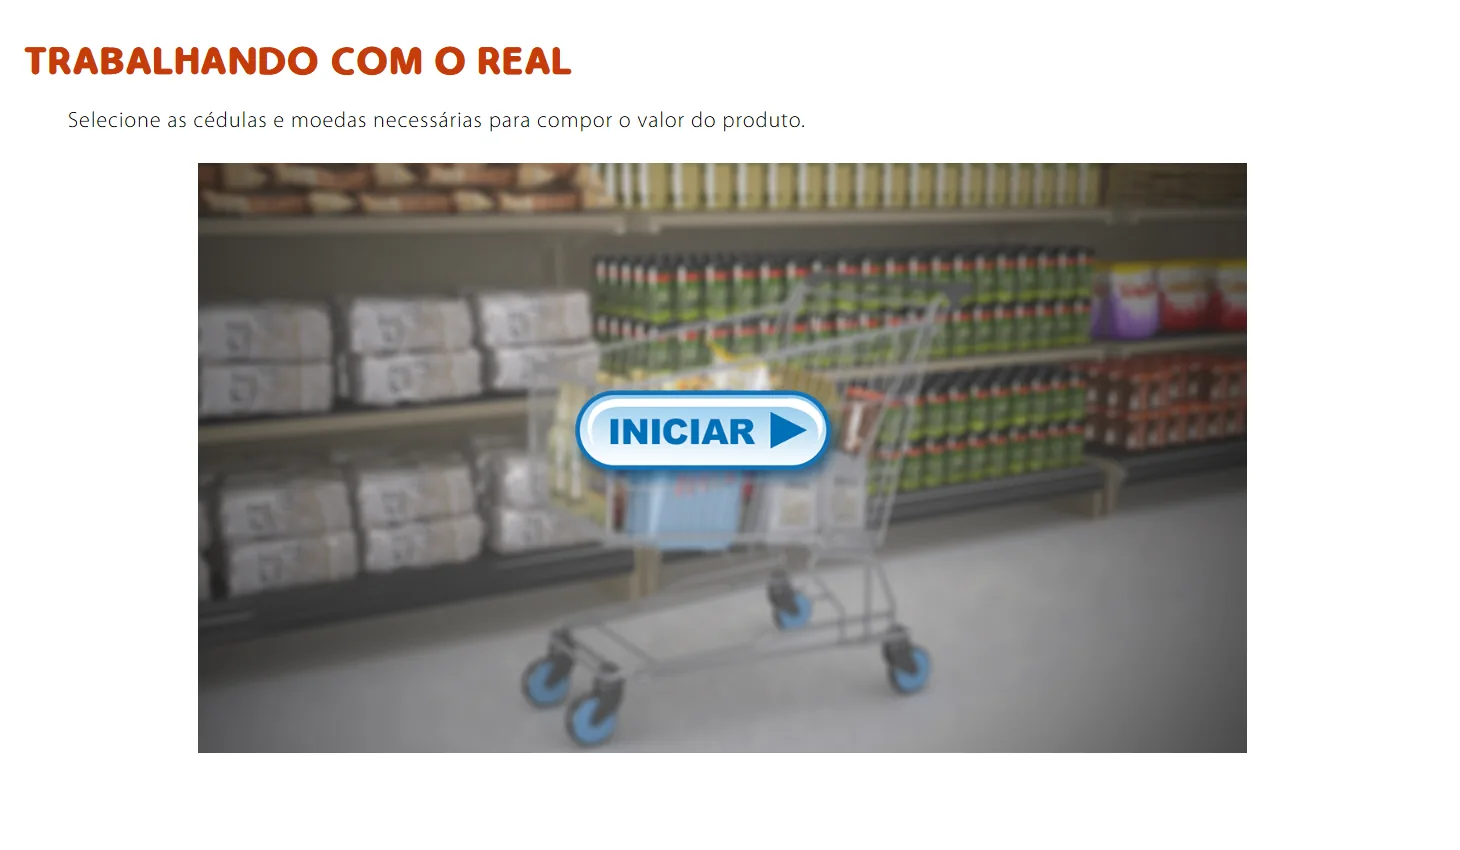 TRABALHANDO COM O REAL
Selecione as cédulas e moedas necessárias para compor o valor do produto.
INICIAR